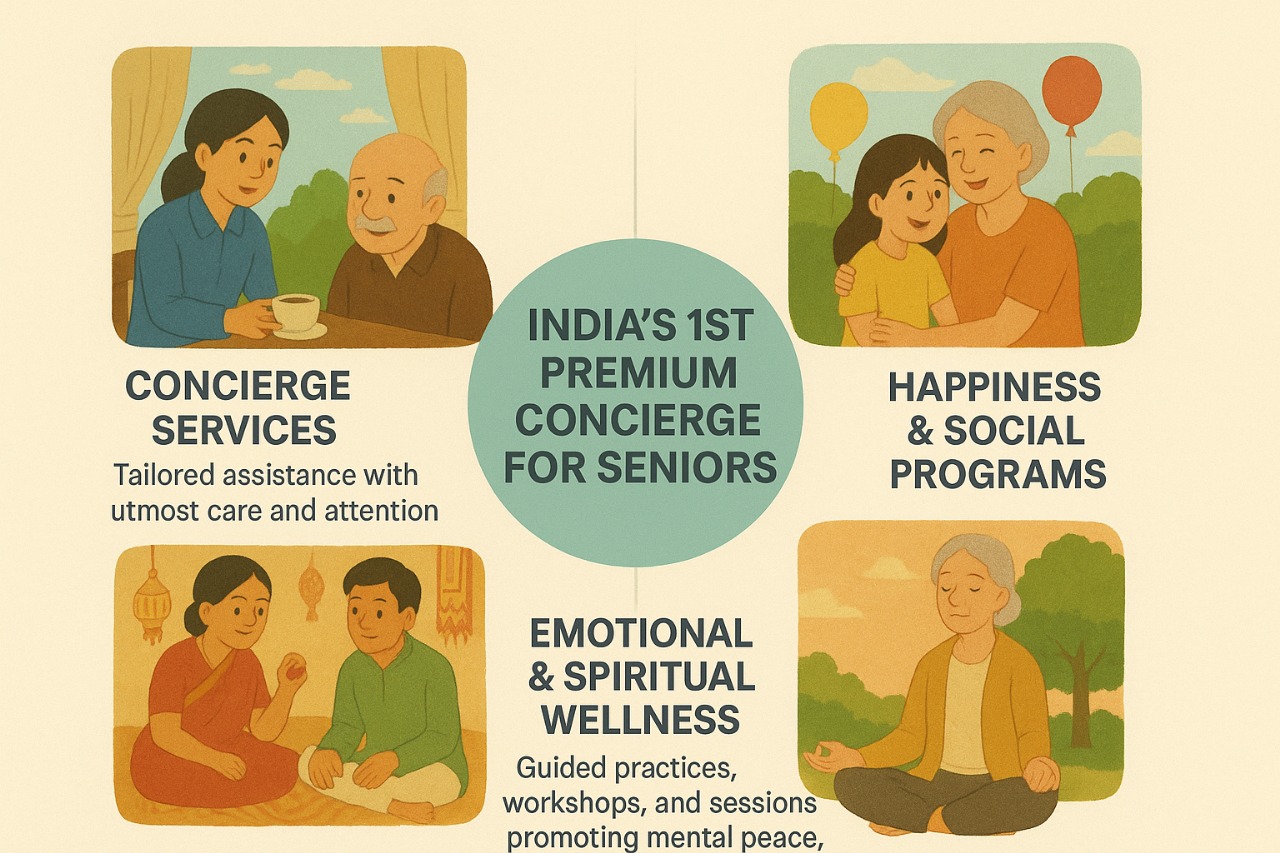 CONCIERGE
SERVICES
Tailored assistance with
utmost care and attention
INDIA'S 1ST
PREMIUM
CONCIERGE
FOR SENIORS
HAPPINESS
& SOCIAL
PROGRAMS
EMOTIONAL
& SPIRITUAL
WELLNESS
Guided practices,
workshops, and sessions
promoting mental peace,